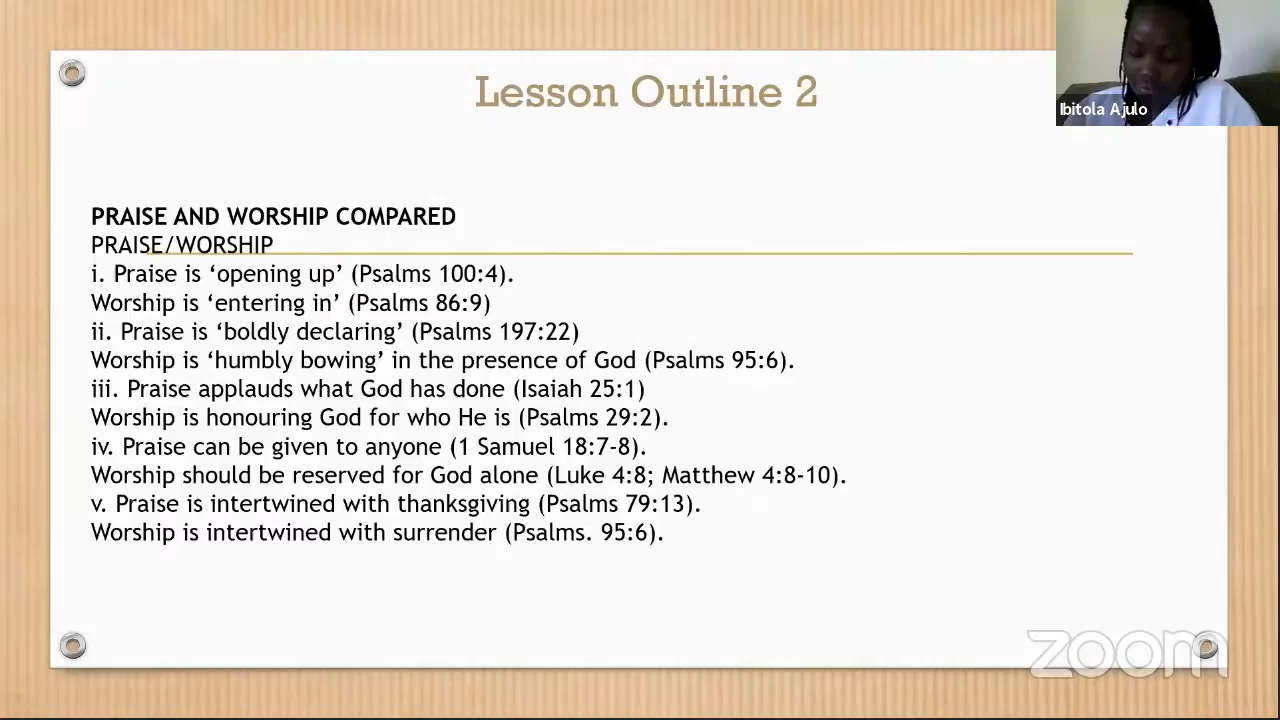 Lesson Outline 2
Ibitola Ajulo
PRAISE AND WORSHIP COMPARED
PRAISE/WORSHIP
i. Praise is ‘opening up’ (Psalms 100:4).
Worship is ‘entering in’ (Psalms 86:9)
ii. Praise is ‘boldly declaring’ (Psalms 197:22)
Worship is ‘humbly bowing’ in the presence of God (Psalms 95:6).
iii. Praise applauds what God has done (Isaiah 25:1)
Worship is honouring God for who He is (Psalms 29:2).
iv. Praise can be given to anyone (1 Samuel 18:7-8).
Worship should be reserved for God alone (Luke 4:8; Matthew 4:8-10).
v. Praise is intertwined with thanksgiving (Psalms 79:13).
Worship is intertwined with surrender (Psalms. 95:6).
zoom